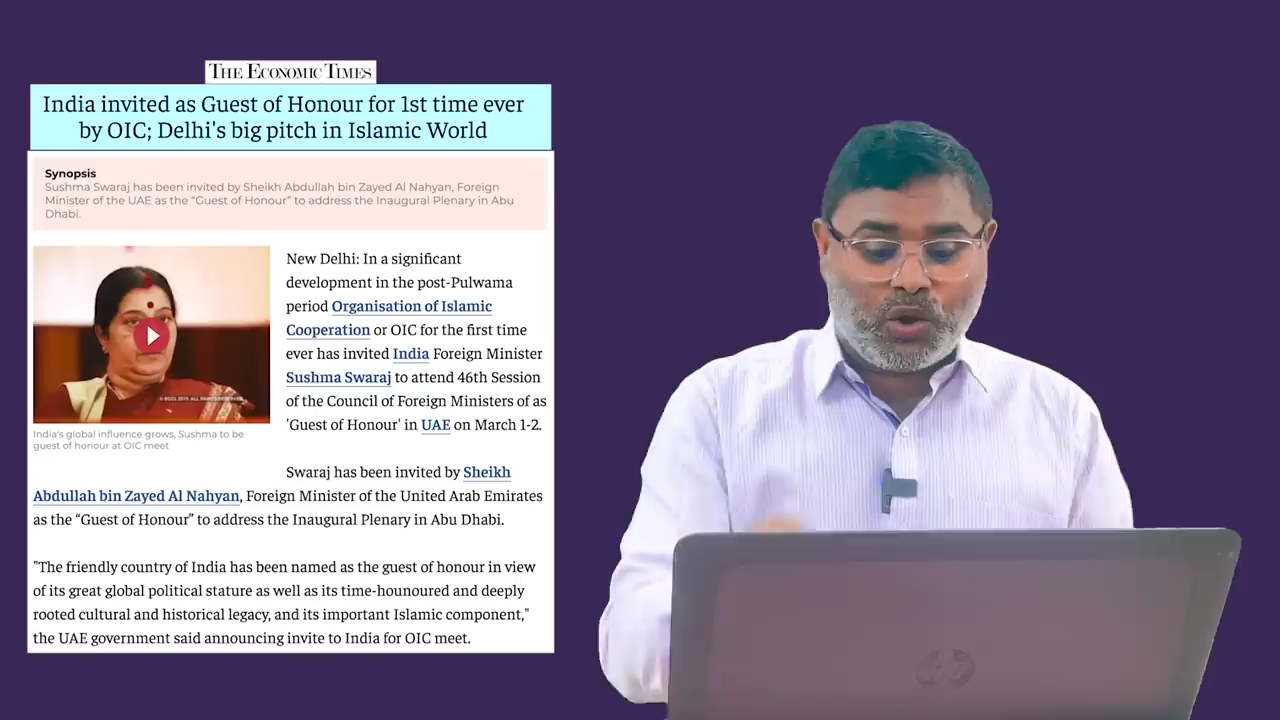 THE ECONOMIC TIMES
India invited as Guest of Honour for 1st time ever
by OIC; Delhi's big pitch in Islamic World
Synopsis
Sushma Swaraj has been invited by Sheikh Abdullah bin Zayed Al Nahyan, Foreign
Minister of the UAE as the “Guest of Honour” to address the Inaugural Plenary in Abu
Dhabi.
© BCCL 2019. ALL RIGHTS RESERVED.
India's global influence grows, Sushma to be
guest of honour at OIC meet
New Delhi: In a significant
development in the post-Pulwama
period Organisation of Islamic
Cooperation or OIC for the first time
ever has invited India Foreign Minister
Sushma Swaraj to attend 46th Session
of the Council of Foreign Ministers of as
'Guest of Honour' in UAE on March 1-2.
Swaraj has been invited by Sheikh
Abdullah bin Zayed Al Nahyan, Foreign Minister of the United Arab Emirates
as the “Guest of Honour” to address the Inaugural Plenary in Abu Dhabi.
"The friendly country of India has been named as the guest of honour in view
of its great global political stature as well as its time-hounoured and deeply
rooted cultural and historical legacy, and its important Islamic component,"
the UAE government said announcing invite to India for OIC meet.
hp